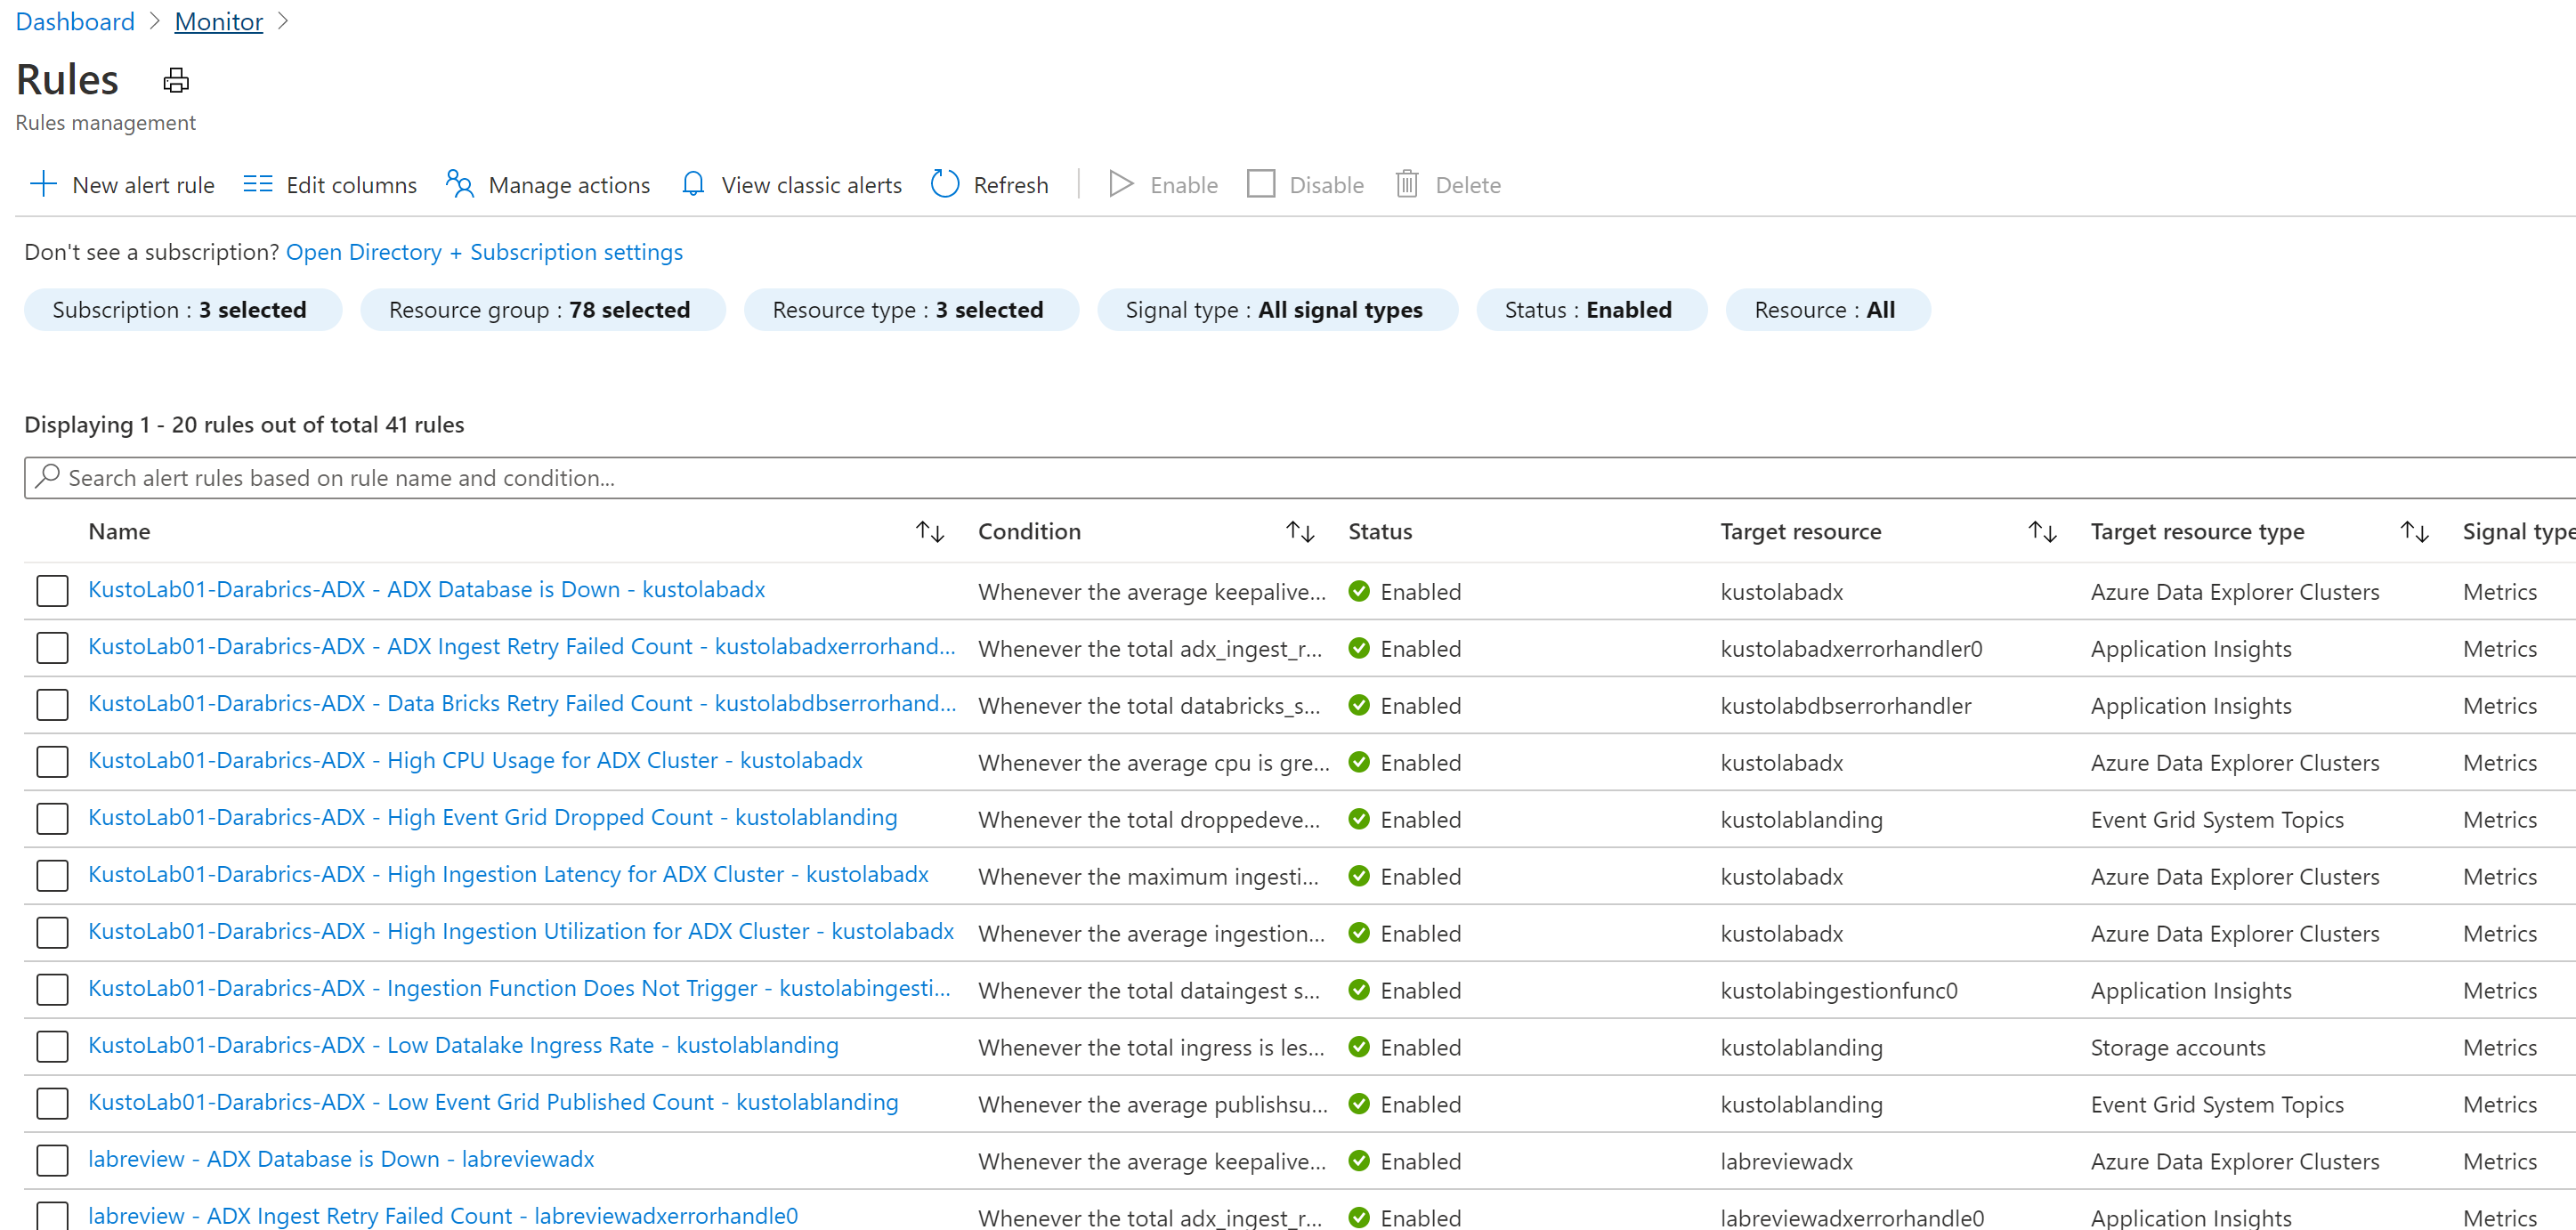 Dashboard > Monitor >
Rules
Rules management
New alert rule Edit columns Manage actions View classic alerts Refresh Enable Disable Delete
Don't see a subscription? Open Directory + Subscription settings
Subscription : 3 selected Resource group : 78 selected Resource type : 3 selected Signal type : All signal types Status : Enabled Resource : All
Displaying 1 - 20 rules out of total 41 rules
Search alert rules based on rule name and condition...
Name Condition Status Target resource Target resource type Signal type
KustoLab01-Darabrics-ADX - ADX Database is Down - kustolabadx Whenever the average keepalive... Enabled kustolabadx Azure Data Explorer Clusters Metrics
KustoLab01-Darabrics-ADX - ADX Ingest Retry Failed Count - kustolabadxerrorhand... Whenever the total adx_ingest_r... Enabled kustolabadxerrorhandler0 Application Insights Metrics
KustoLab01-Darabrics-ADX - Data Bricks Retry Failed Count - kustolabdbserrorhand... Whenever the total databricks_s... Enabled kustolabdbserrorhandler Application Insights Metrics
KustoLab01-Darabrics-ADX - High CPU Usage for ADX Cluster - kustolabadx Whenever the average cpu is gre... Enabled kustolabadx Azure Data Explorer Clusters Metrics
KustoLab01-Darabrics-ADX - High Event Grid Dropped Count - kustolablanding Whenever the total droppedeve... Enabled kustolablanding Event Grid System Topics Metrics
KustoLab01-Darabrics-ADX - High Ingestion Latency for ADX Cluster - kustolabadx Whenever the maximum ingesti... Enabled kustolabadx Azure Data Explorer Clusters Metrics
KustoLab01-Darabrics-ADX - High Ingestion Utilization for ADX Cluster - kustolabadx Whenever the average ingestion... Enabled kustolabadx Azure Data Explorer Clusters Metrics
KustoLab01-Darabrics-ADX - Ingestion Function Does Not Trigger - kustolabingesti... Whenever the total dataingest s... Enabled kustolabingestionfunc0 Application Insights Metrics
KustoLab01-Darabrics-ADX - Low Datalake Ingress Rate - kustolablanding Whenever the total ingress is les... Enabled kustolablanding Storage accounts Metrics
KustoLab01-Darabrics-ADX - Low Event Grid Published Count - kustolablanding Whenever the average publishsu... Enabled kustolablanding Event Grid System Topics Metrics
labreview - ADX Database is Down - labreviewadx Whenever the average keepalive... Enabled labreviewadx Azure Data Explorer Clusters Metrics
labreview - ADX Ingest Retry Failed Count - labreviewadxerrorhandle0 Whenever the total adx_ingest_r... Enabled labreviewadxerrorhandle0 Application Insights Metrics